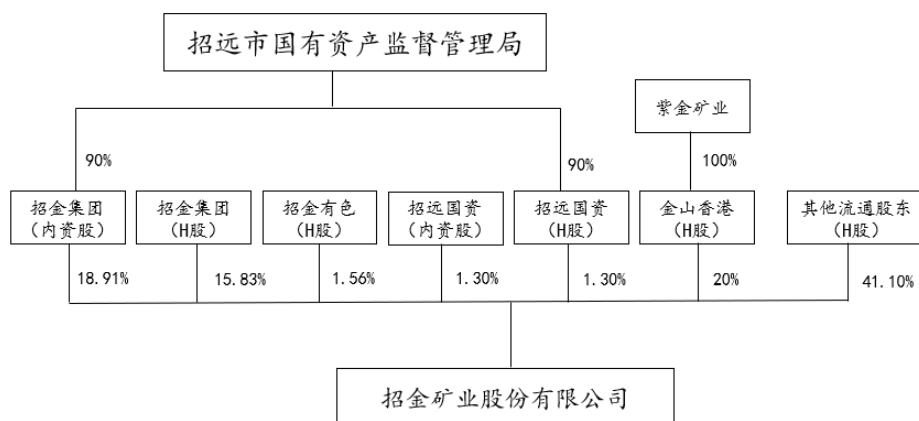 招远市国有资产监督管理局
紫金矿业
90%
90%
100%
招金集团
(内资股)
招金集团
(H股)
招金有色
(H股)
招远国资
(内资股)
招远国资
(H股)
金山香港
(H股)
其他流通股东
(H股)
18.91%
15.83%
1.56%
1.30%
1.30%
20%
41.10%
招金矿业股份有限公司